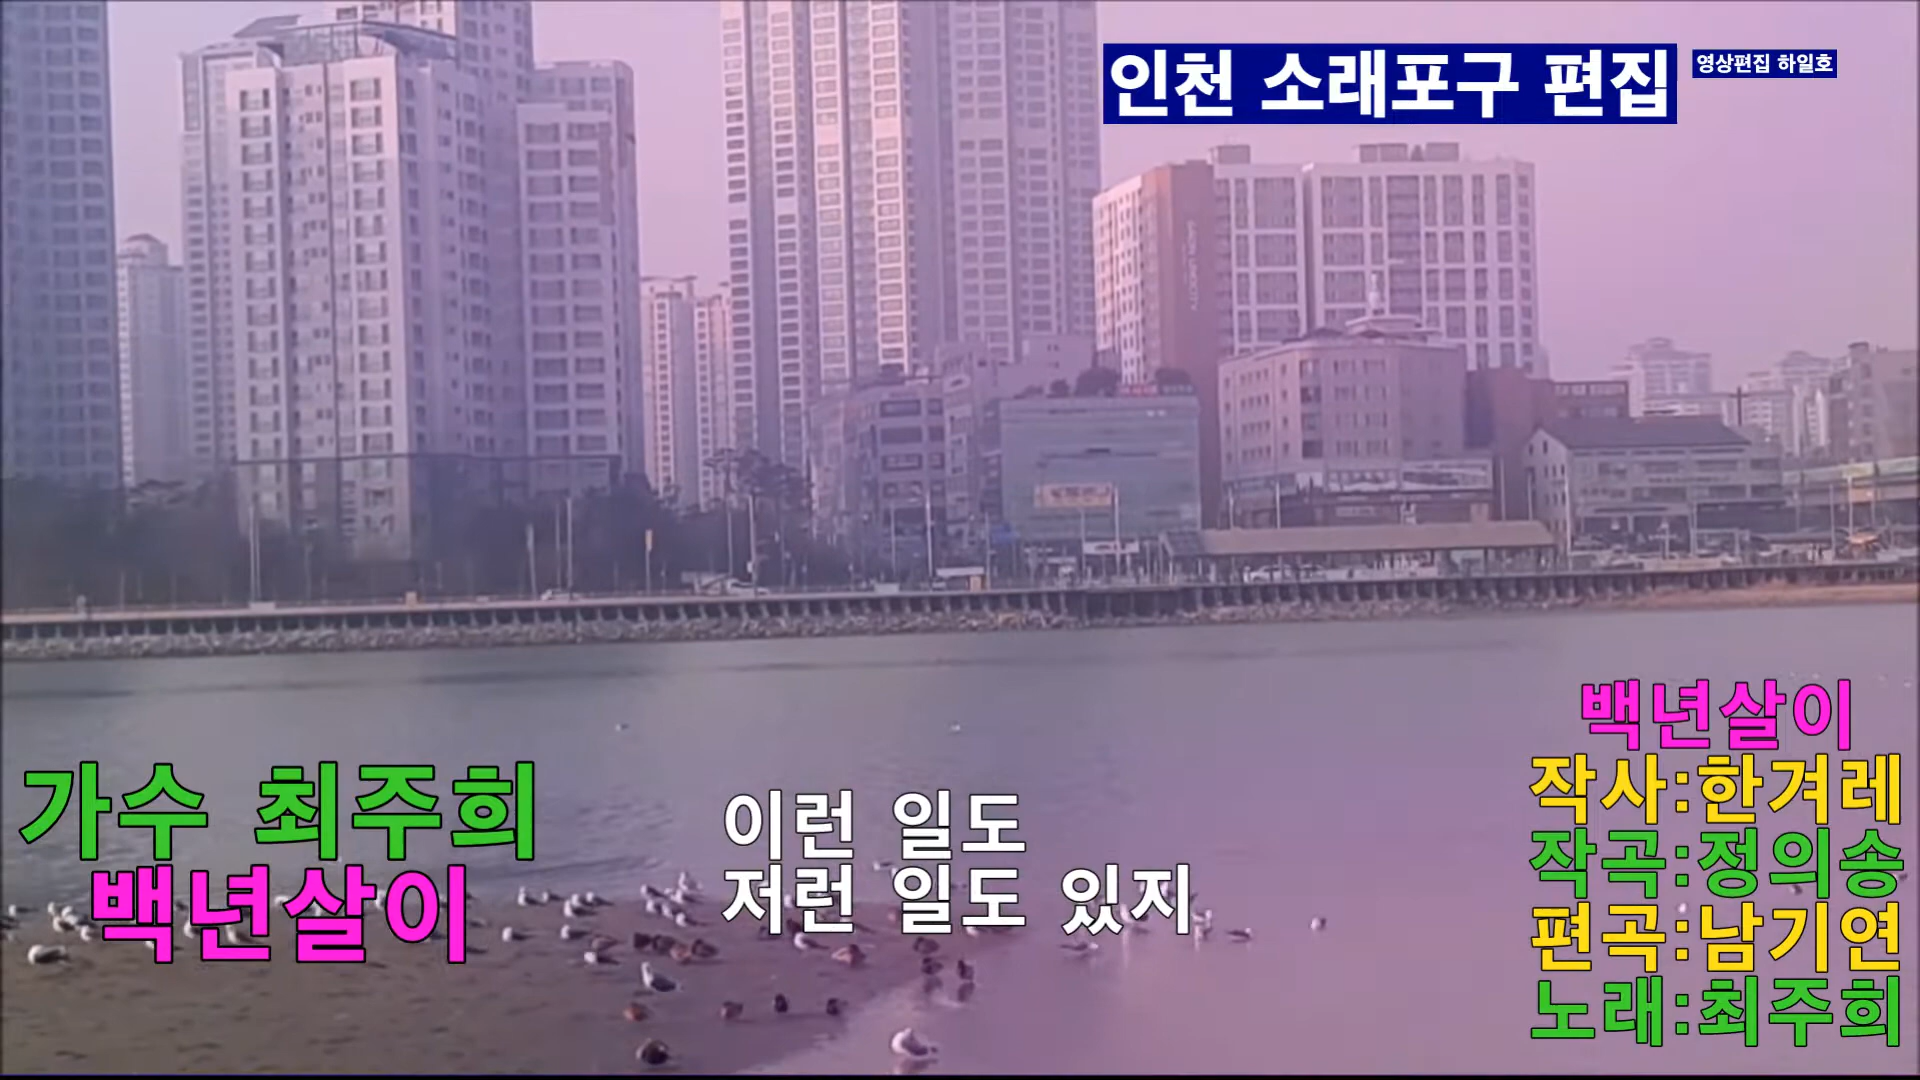 인천 소래포구 편집
영상편집 하일호
가수 최주희
백년살이
이런 일도
저런 일도 있지
백년살이
작사:한겨레
작곡:정의송
편곡:남기연
노래:최주희